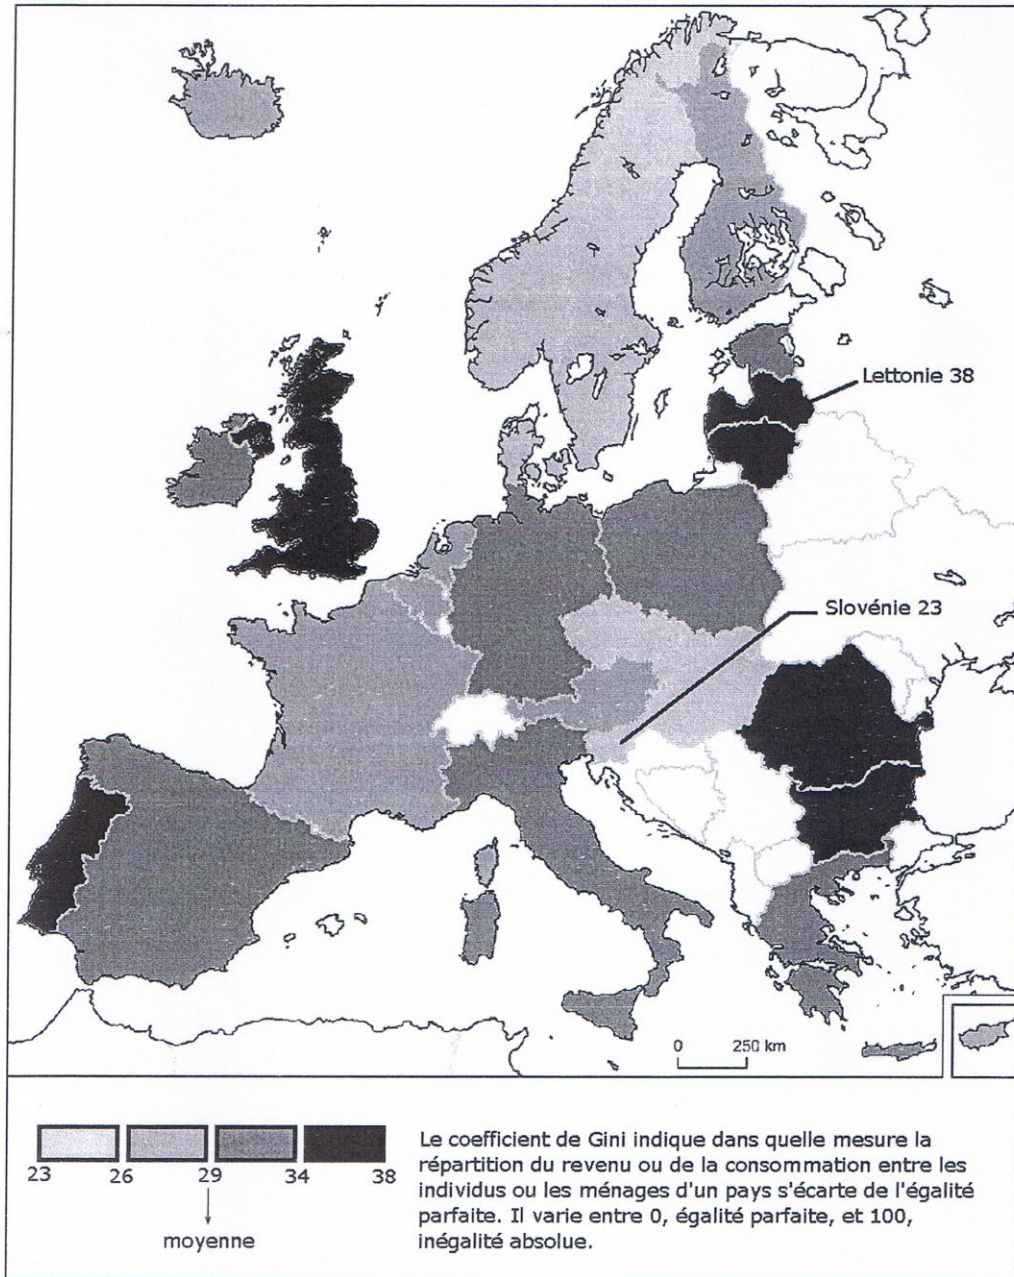 Lettonie 38
Slovénie 23
0 250 km
23 26 29 34 38
moyenne
Le coefficient de Gini indique dans quelle mesure la
répartition du revenu ou de la consommation entre les
individus ou les ménages d'un pays s'écarte de l'égalité
parfaite. Il varie entre 0, égalité parfaite, et 100,
inégalité absolue.